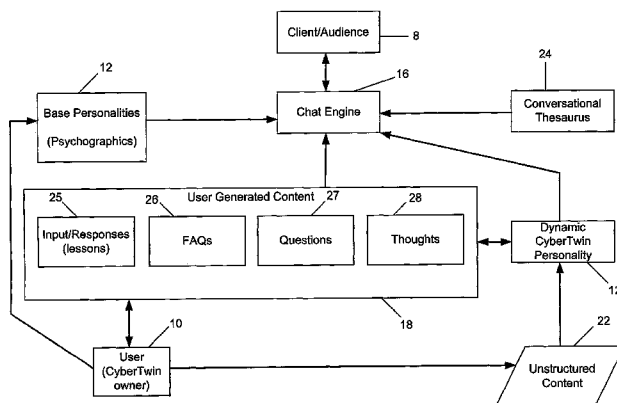 Client/Audience
8
12
16
24
Base Personalities
(Psychographics)
Chat Engine
Conversational
Thesaurus
User Generated Content
25
26
27
28
Input/Responses
(lessons)
FAQs
Questions
Thoughts
Dynamic
CyberTwin
Personality
12
18
10
22
User
(CyberTwin
owner)
Unstructured
Content